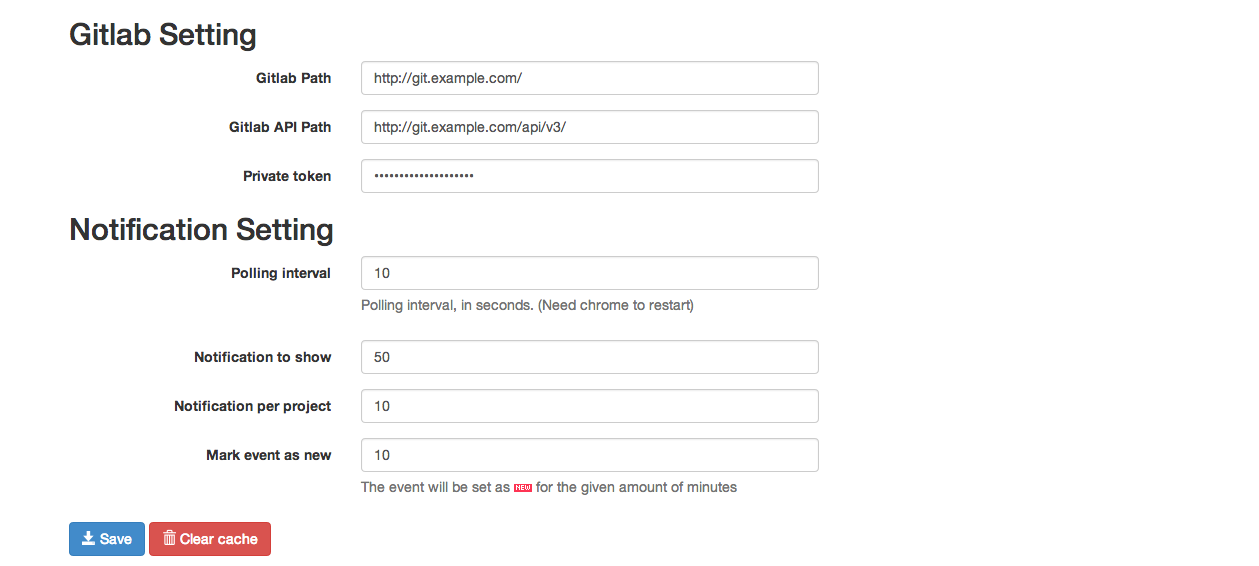 Gitlab Setting
Gitlab Path http://git.example.com/
Gitlab API Path http://git.example.com/api/v3/
Private token ••••••••••••••••••••
Notification Setting
Polling interval 10
Polling interval, in seconds. (Need chrome to restart)
Notification to show 50
Notification per project 10
Mark event as new 10
The event will be set as NEW for the given amount of minutes
Save Clear cache